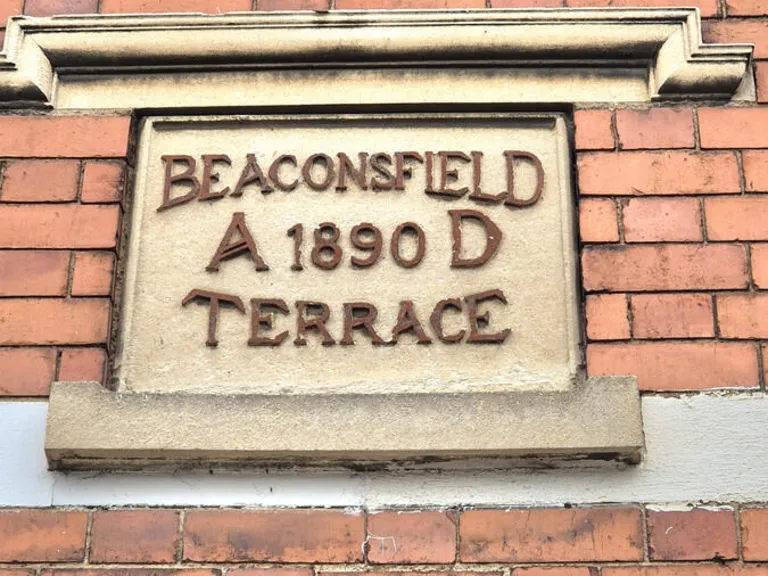 BEACONSFIELD
A 1890 D
TERRACE